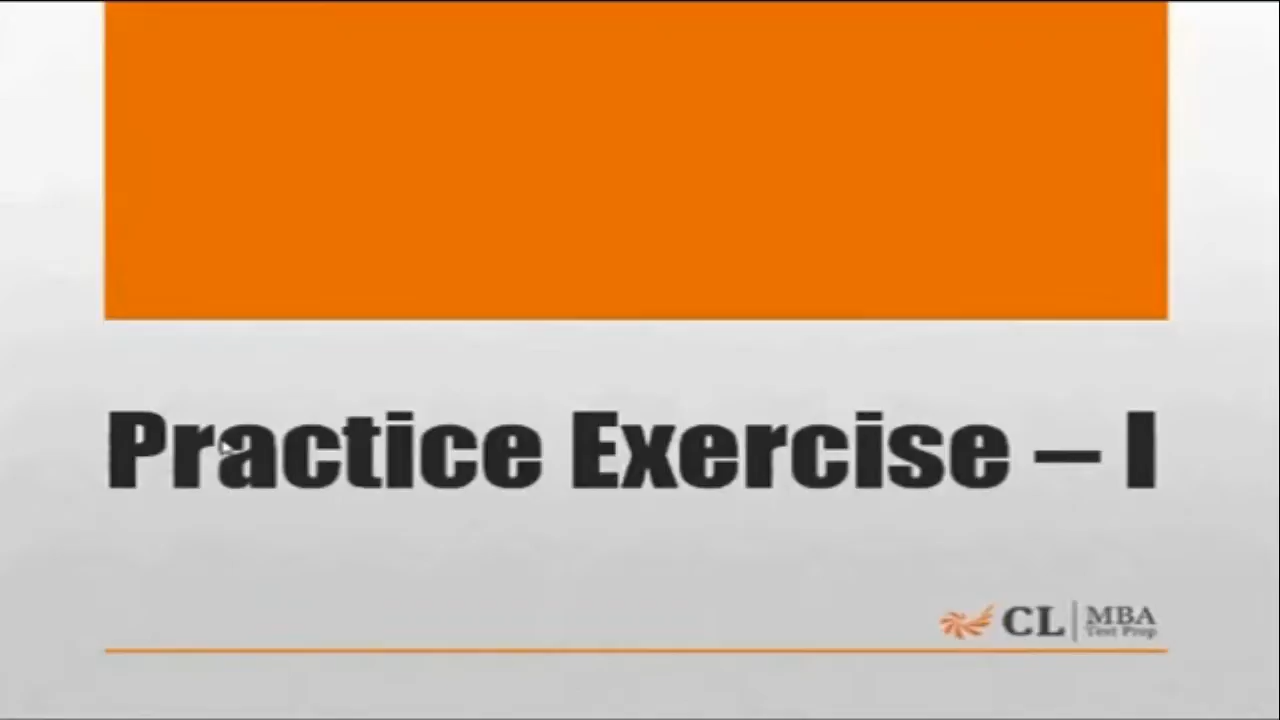 Practice Exercise – I
CL
MBA
Test Prep